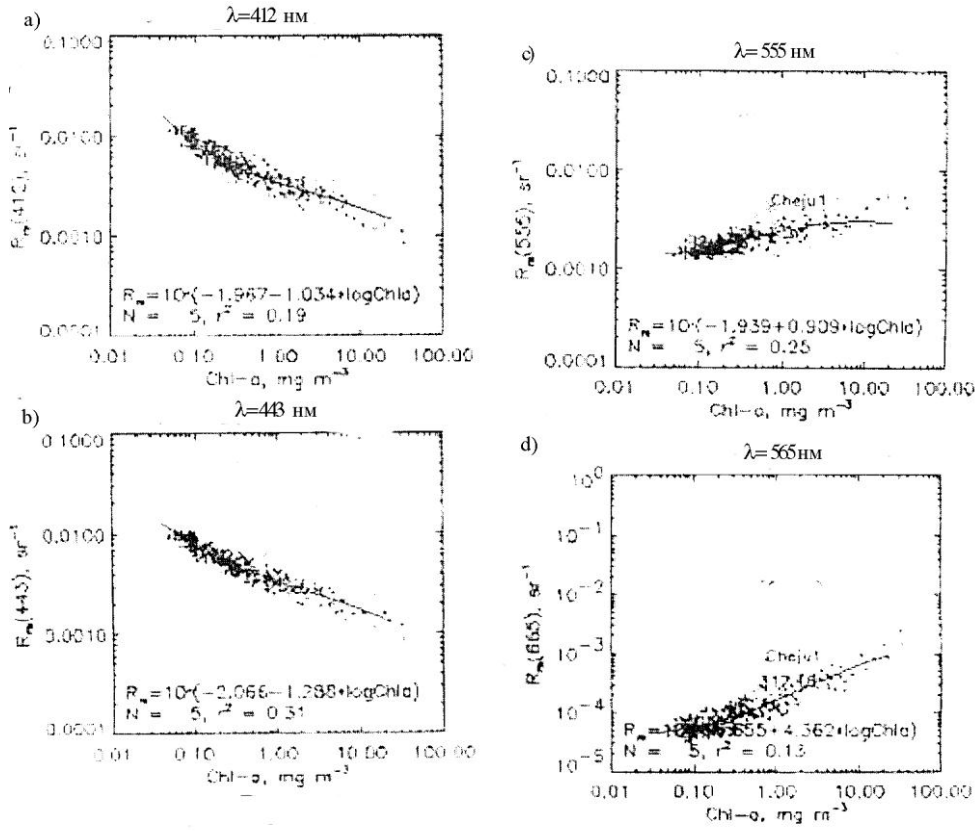 a)
λ=412 нм
0.1000
0.0100
0.0010
0.0001
R_rs(412), sr⁻¹
R_rs=10^(-1.967-1.034*logChla)
N = 5, r² = 0.19
0.01 0.10 1.00 10.00 100.00
Chl-a, mg m⁻³
b)
λ=443 нм
0.1000
0.0100
0.0010
0.0001
R_rs(443), sr⁻¹
R_rs=10^(-2.066-1.288*logChla)
N = 5, r² = 0.31
0.01 0.10 1.00 10.00 100.00
Chl-a, mg m⁻³
c)
λ=555 нм
0.1000
0.0100
0.0010
0.0001
R_rs(555), sr⁻¹
Cheju1
R_rs=10^(-1.939+0.909*logChla)
N = 5, r² = 0.25
0.01 0.10 1.00 10.00 100.00
Chl-a, mg m⁻³
d)
λ=565нм
10⁰
10⁻¹
10⁻²
10⁻³
10⁻⁴
10⁻⁵
R_rs(665), sr⁻¹
Cheju1
R_rs=10 +4.362*logChla)
N = 5, r² = 0.13
0.01 0.10 1.00 10.00 100.00
Chl-a, mg m⁻³